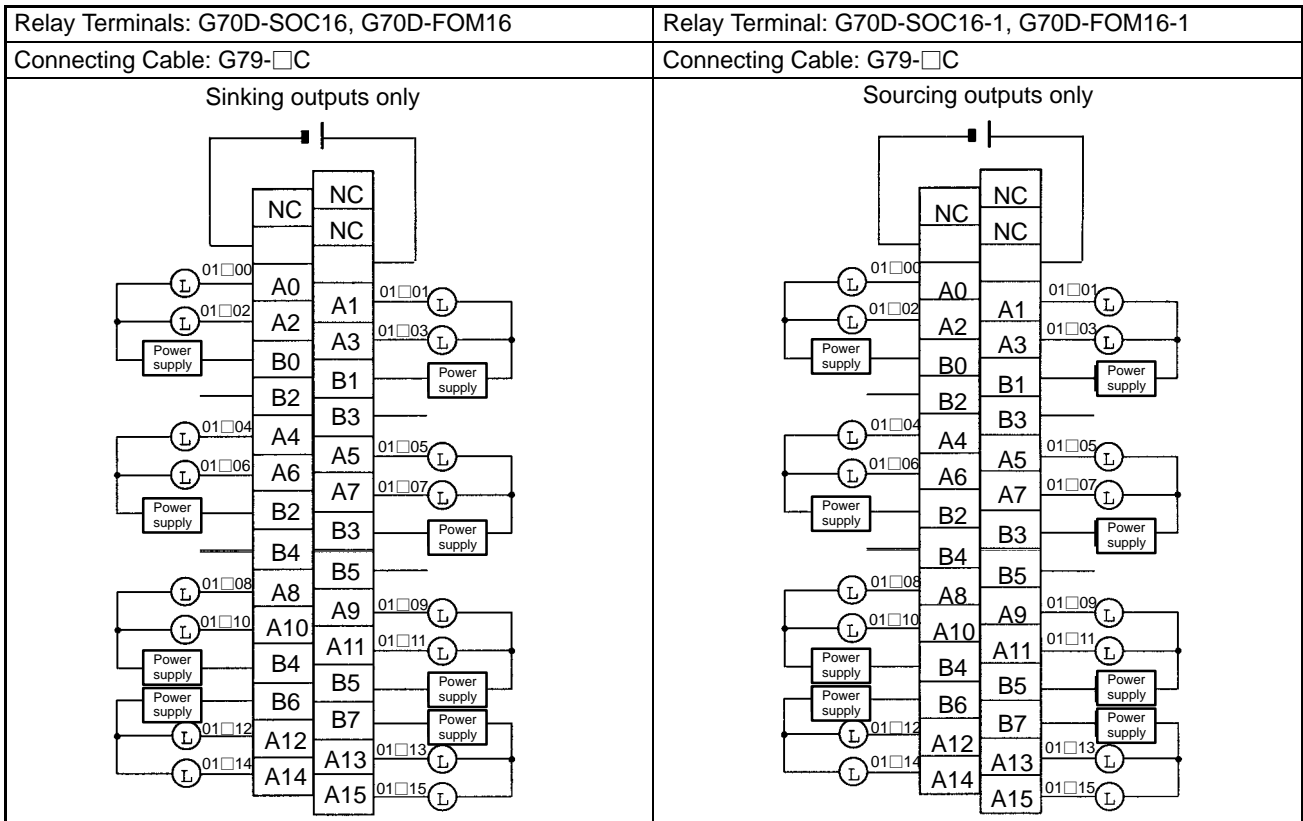 Relay Terminals: G70D-SOC16, G70D-FOM16
Connecting Cable: G79-□C
Sinking outputs only
NC
NC
NC
01□00
A0
A1
01□01
L
L
01□02
A2
A3
01□03
L
L
Power
supply
B0
B1
Power
supply
B2
B3
01□04
A4
A5
01□05
L
L
01□06
A6
A7
01□07
L
L
Power
supply
B2
B3
Power
supply
B4
B5
01□08
A8
A9
01□09
L
L
01□10
A10
A11
01□11
L
L
Power
supply
B4
B5
Power
supply
Power
supply
B6
B7
Power
supply
01□12
A12
A13
01□13
L
L
01□14
A14
A15
01□15
L
L
Relay Terminal: G70D-SOC16-1, G70D-FOM16-1
Connecting Cable: G79-□C
Sourcing outputs only
NC
NC
NC
01□00
A0
A1
01□01
L
L
01□02
A2
A3
01□03
L
L
Power
supply
B0
B1
Power
supply
B2
B3
01□04
A4
A5
01□05
L
L
01□06
A6
A7
01□07
L
L
Power
supply
B2
B3
Power
supply
B4
B5
01□08
A8
A9
01□09
L
L
01□10
A10
A11
01□11
L
L
Power
supply
B4
B5
Power
supply
Power
supply
B6
B7
Power
supply
01□12
A12
A13
01□13
L
L
01□14
A14
A15
01□15
L
L